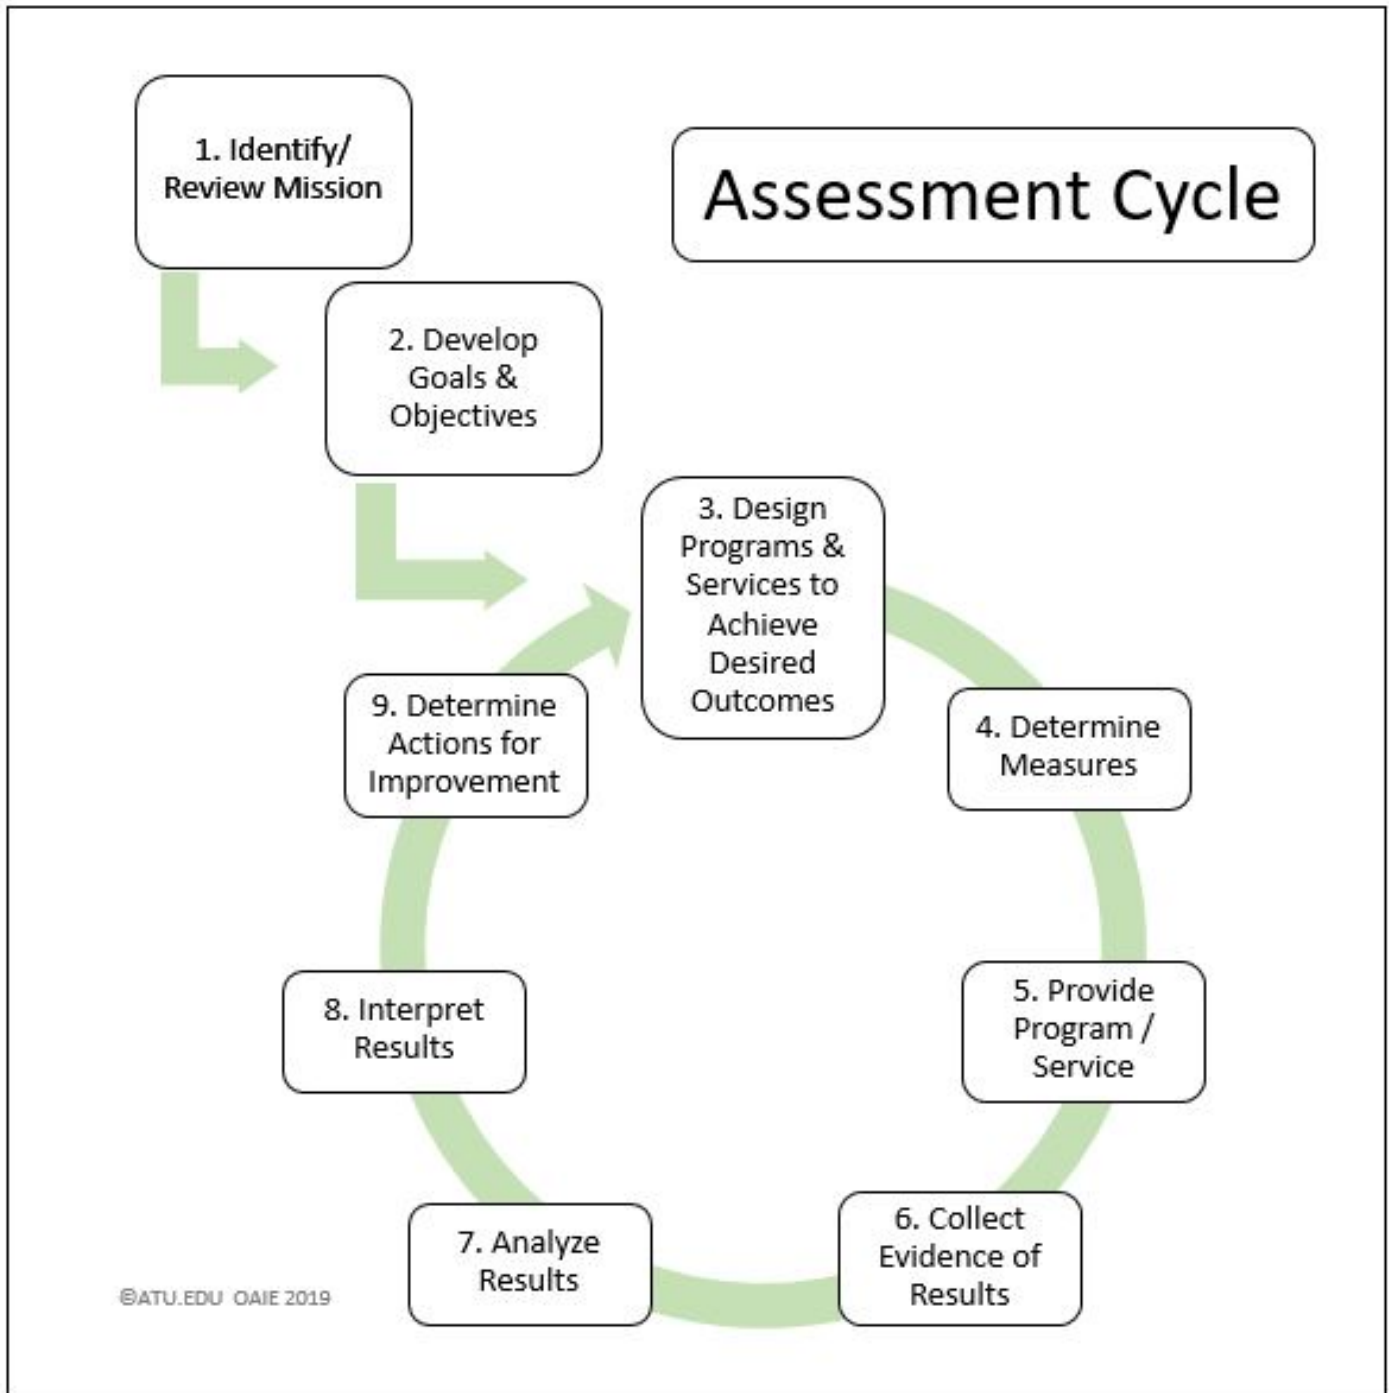 1. Identify/
Review Mission
Assessment Cycle
2. Develop
Goals &
Objectives
3. Design
Programs &
Services to
Achieve
Desired
Outcomes
4. Determine
Measures
5. Provide
Program /
Service
6. Collect
Evidence of
Results
7. Analyze
Results
8. Interpret
Results
9. Determine
Actions for
Improvement
©ATU.EDU OAIE 2019